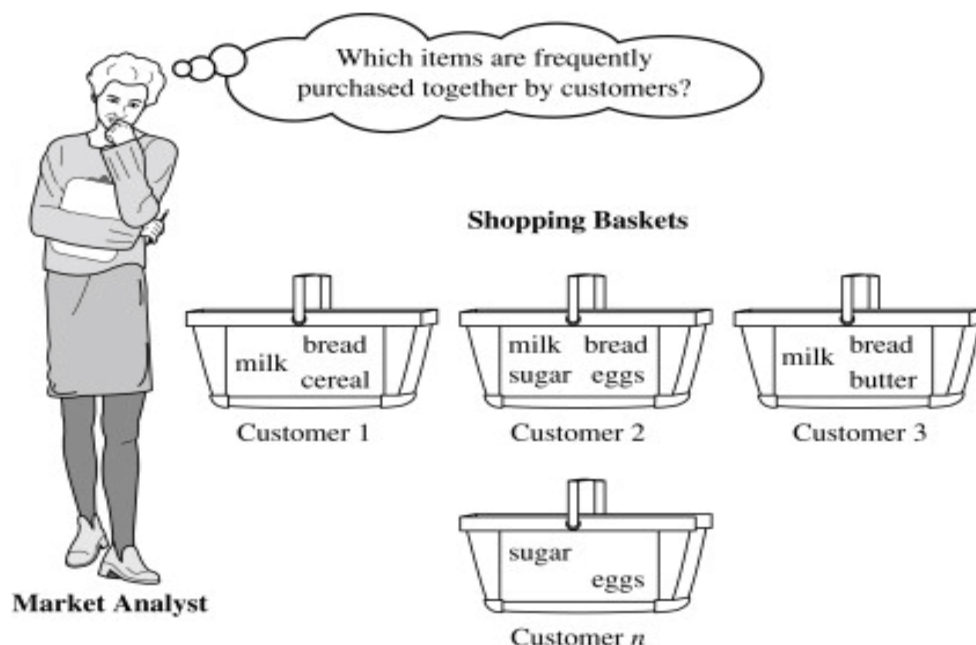 Which items are frequently
purchased together by customers?
Shopping Baskets
milk bread
cereal
Customer 1
milk bread
sugar eggs
Customer 2
milk bread
butter
Customer 3
sugar
eggs
Customer n
Market Analyst